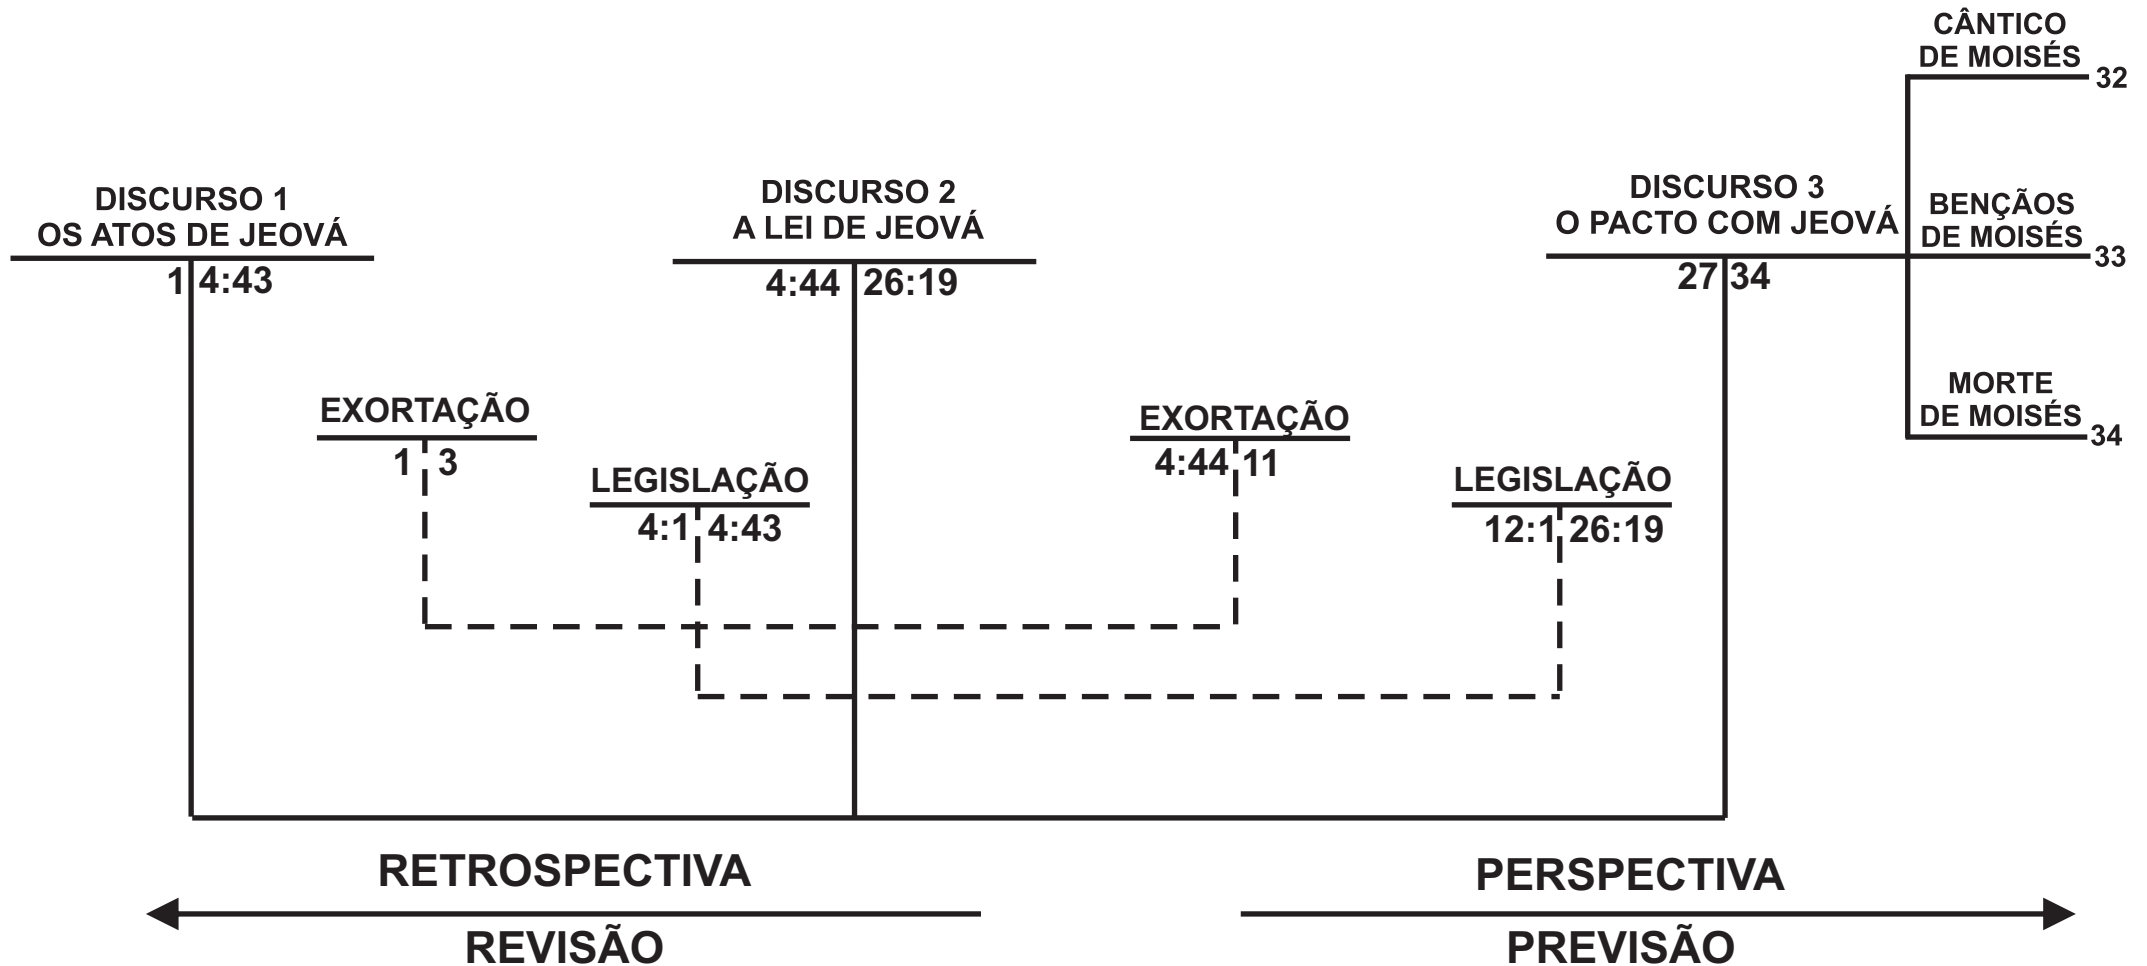 CÂNTICO
DE MOISÉS
32
DISCURSO 1
OS ATOS DE JEOVÁ
1 4:43
DISCURSO 2
A LEI DE JEOVÁ
4:44 26:19
DISCURSO 3
O PACTO COM JEOVÁ
27 34
BENÇÃOS
DE MOISÉS
33
MORTE
DE MOISÉS
34
EXORTAÇÃO
1 3
LEGISLAÇÃO
4:1 4:43
EXORTAÇÃO
4:44 11
LEGISLAÇÃO
12:1 26:19
RETROSPECTIVA
REVISÃO
PERSPECTIVA
PREVISÃO